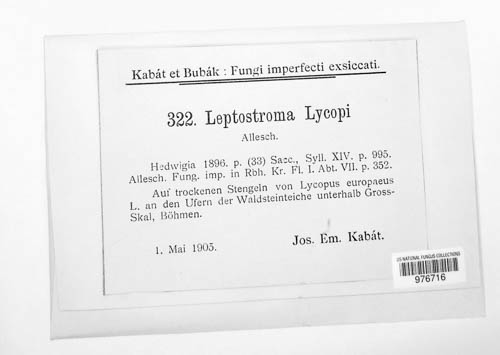 Kabát et Bubák : Fungi imperfecti exsiccati.
322. Leptostroma Lycopi
Allesch.
Hedwigia 1896. p. (33) Sacc., Syll. XIV. p. 995.
Allesch. Fung. imp. in Rbh. Kr. Fl. I. Abt. VII. p. 352.
Auf trockenen Stengeln von Lycopus europaeus
L. an den Ufern der Waldsteinteiche unterhalb Gross-
Skal, Böhmen.
1. Mai 1905.
Jos. Em. Kabát.
US NATIONAL FUNGUS COLLECTIONS
976716